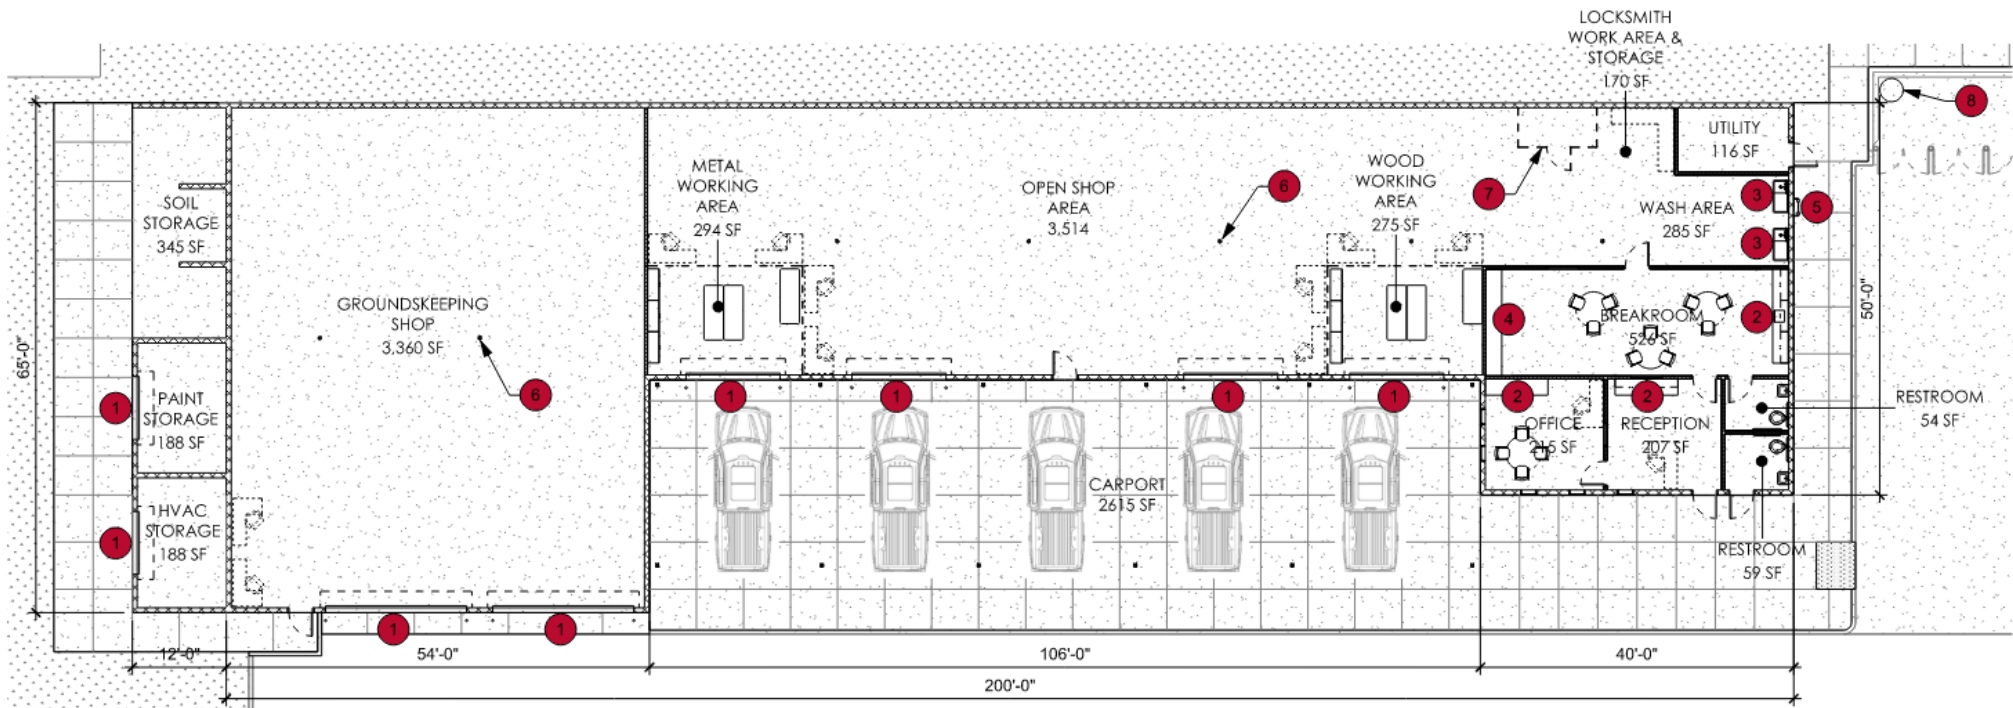 LOCKSMITH
WORK AREA &
STORAGE
170 SF
8
UTILITY
116 SF
METAL
WORKING
AREA
294 SF
OPEN SHOP
AREA
3,514
6
WOOD
WORKING
AREA
275 SF
7
3
WASH AREA
285 SF
5
3
SOIL
STORAGE
345 SF
GROUNDSKEEPING
SHOP
3,360 SF
6
4
BREAKROOM
526 SF
2
50'-0"
65'-0"
1
PAINT
STORAGE
188 SF
1
1
1
1
2
OFFICE
215 SF
2
RECEPTION
207 SF
RESTROOM
54 SF
CARPORT
2615 SF
1
HVAC
STORAGE
188 SF
RESTROOM
59 SF
1
1
12'-0"
54'-0"
106'-0"
40'-0"
200'-0"